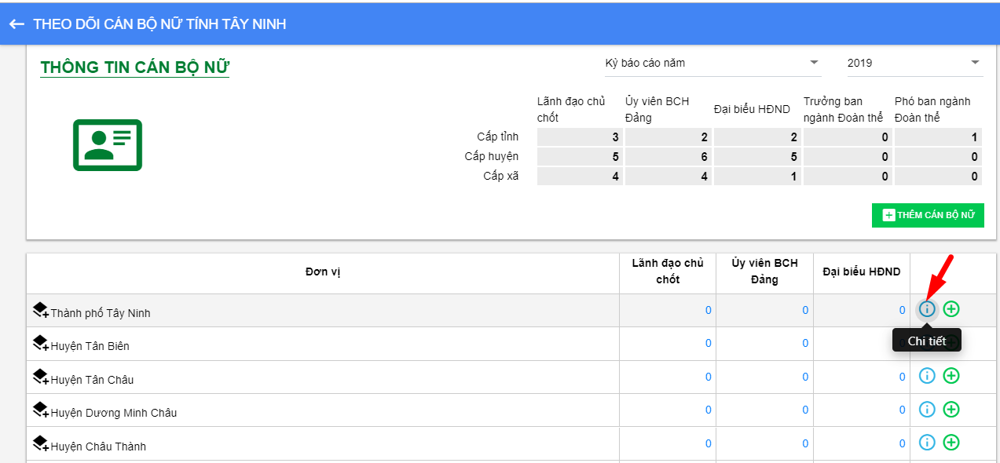 THEO DÕI CÁN BỘ NỮ TỈNH TÂY NINH
THÔNG TIN CÁN BỘ NỮ
Kỳ báo cáo năm 2019
Lãnh đạo chủ chốt Ủy viên BCH Đảng Đại biểu HĐND Trưởng ban ngành Đoàn thể Phó ban ngành Đoàn thể
Cấp tỉnh 3 2 2 0 1
Cấp huyện 5 6 5 0 0
Cấp xã 4 4 1 0 0
THÊM CÁN BỘ NỮ
Đơn vị Lãnh đạo chủ chốt Ủy viên BCH Đảng Đại biểu HĐND
Thành phố Tây Ninh 0 0 0
Chi tiết
Huyện Tân Biên 0 0 0
Huyện Tân Châu 0 0 0
Huyện Dương Minh Châu 0 0 0
Huyện Châu Thành 0 0 0